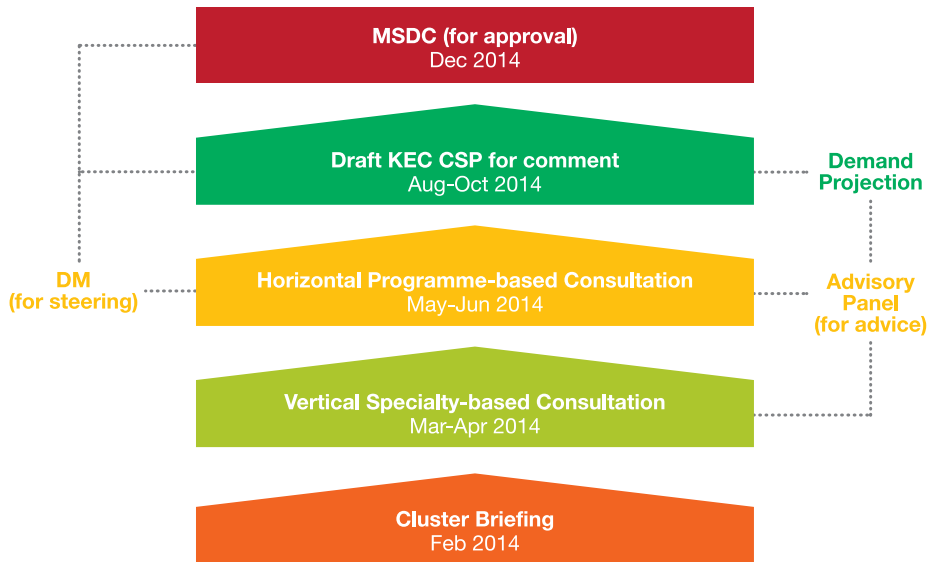 MSDC (for approval)
Dec 2014
Draft KEC CSP for comment
Aug-Oct 2014
Demand
Projection
DM
(for steering)
Horizontal Programme-based Consultation
May-Jun 2014
Advisory
Panel
(for advice)
Vertical Specialty-based Consultation
Mar-Apr 2014
Cluster Briefing
Feb 2014